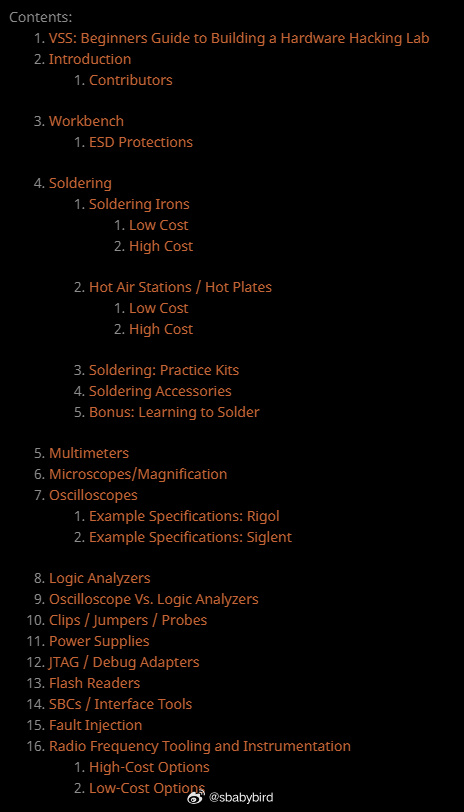 Contents:
1. VSS: Beginners Guide to Building a Hardware Hacking Lab
2. Introduction
1. Contributors
3. Workbench
1. ESD Protections
4. Soldering
1. Soldering Irons
1. Low Cost
2. High Cost
2. Hot Air Stations / Hot Plates
1. Low Cost
2. High Cost
3. Soldering: Practice Kits
4. Soldering Accessories
5. Bonus: Learning to Solder
5. Multimeters
6. Microscopes/Magnification
7. Oscilloscopes
1. Example Specifications: Rigol
2. Example Specifications: Siglent
8. Logic Analyzers
9. Oscilloscope Vs. Logic Analyzers
10. Clips / Jumpers / Probes
11. Power Supplies
12. JTAG / Debug Adapters
13. Flash Readers
14. SBCs / Interface Tools
15. Fault Injection
16. Radio Frequency Tooling and Instrumentation
1. High-Cost Options
2. Low-Cost Options
@sbabybird